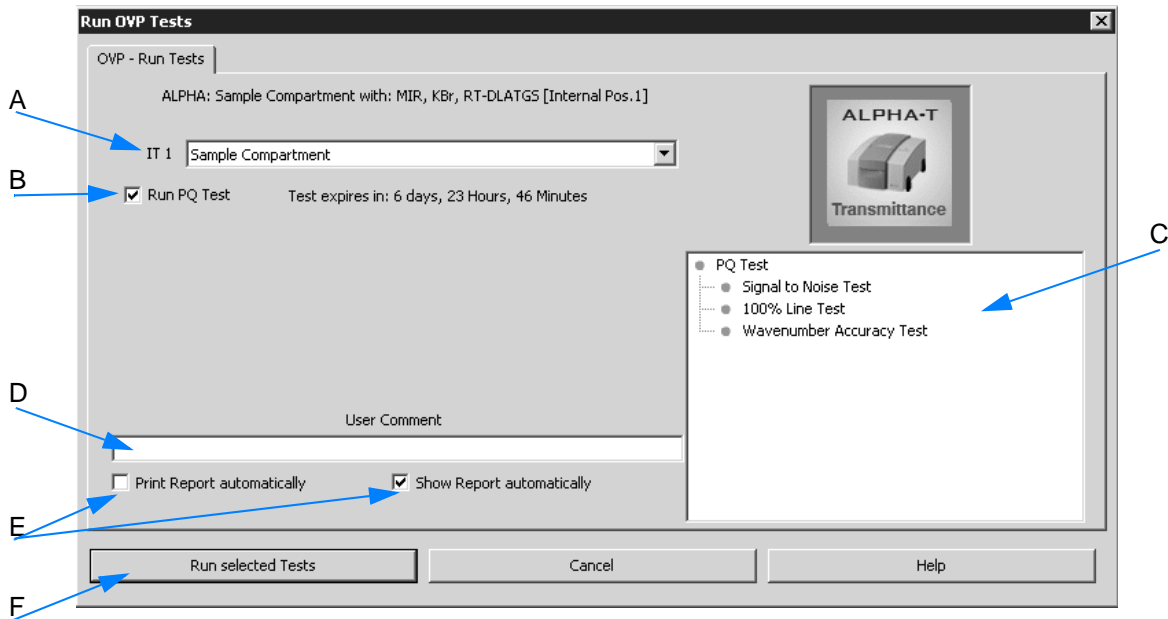 Run OVP Tests
OVP - Run Tests
ALPHA: Sample Compartment with: MIR, KBr, RT-DLATGS [Internal Pos.1]
ALPHA-T
Transmittance
A
IT 1 Sample Compartment
B
Run PQ Test Test expires in: 6 days, 23 Hours, 46 Minutes
C
PQ Test
Signal to Noise Test
100% Line Test
Wavenumber Accuracy Test
D
User Comment
Print Report automatically Show Report automatically
E
Run selected Tests Cancel Help
F